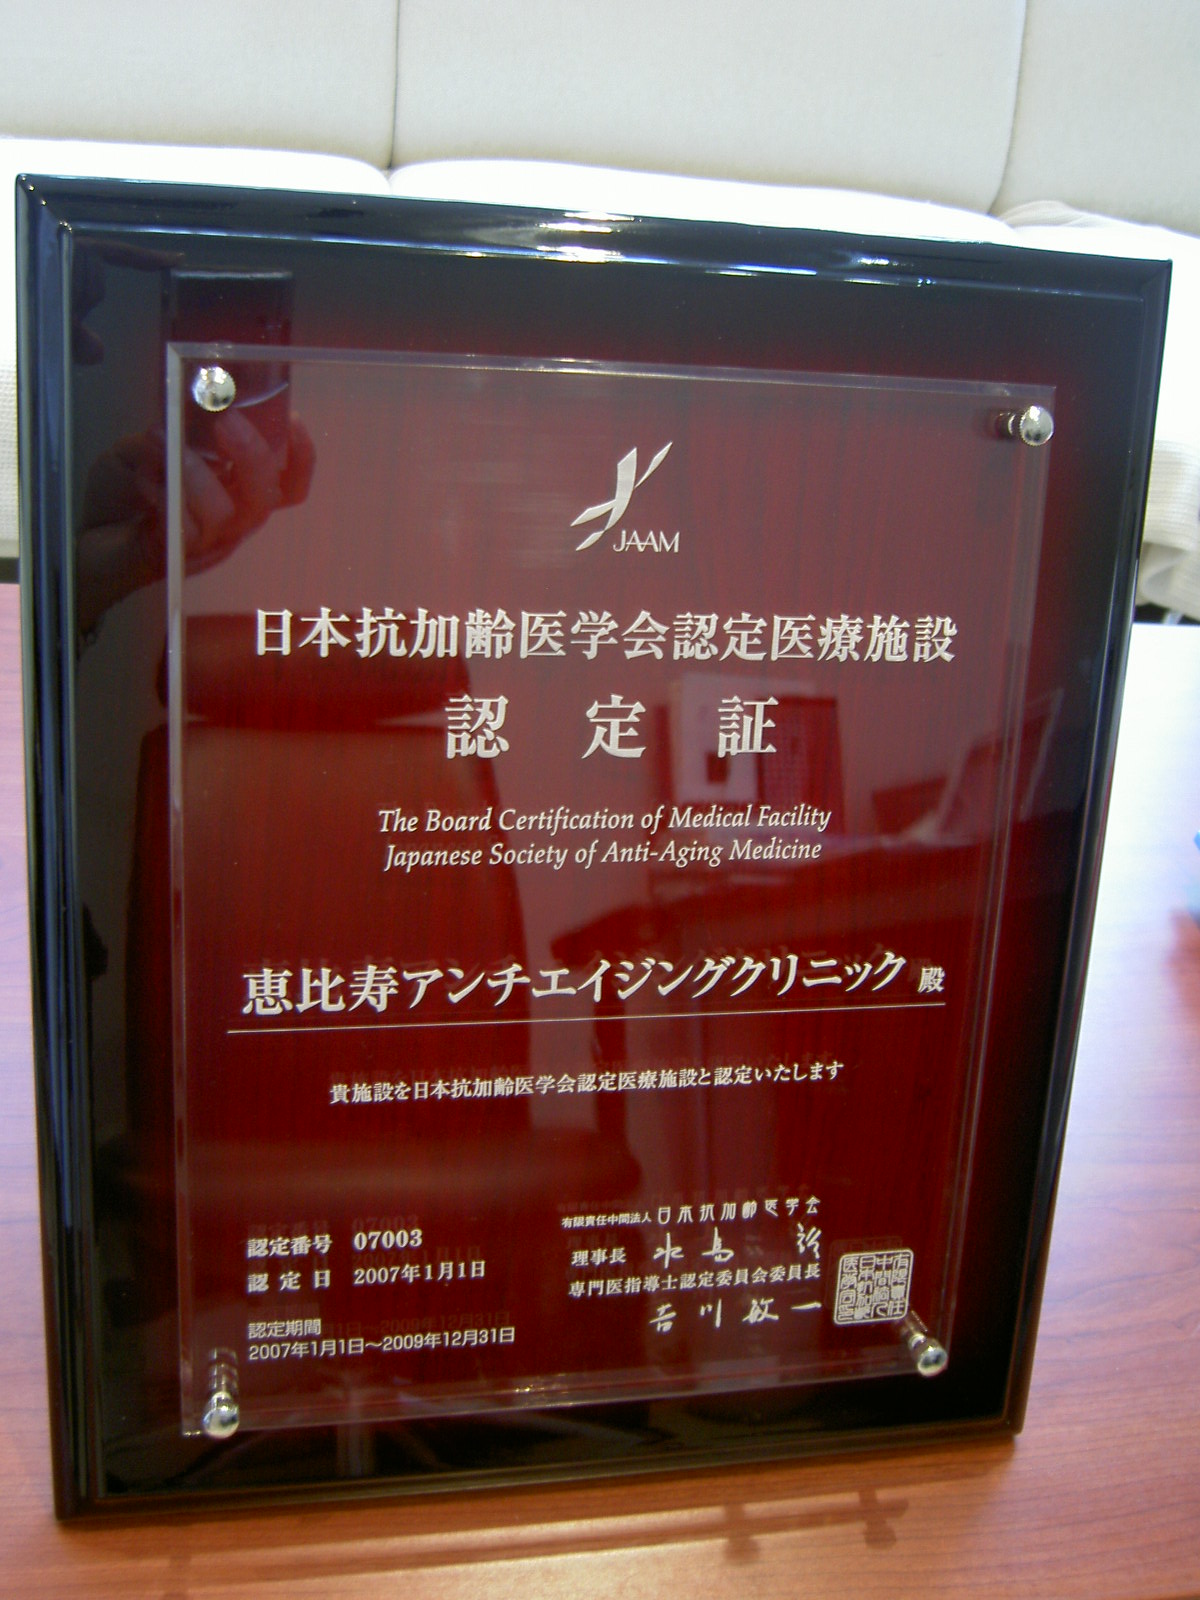 JAAM
日本抗加齢医学会認定医療施設
認定証
The Board Certification of Medical Facility
Japanese Society of Anti-Aging Medicine
恵比寿アンチエイジングクリニック 殿
貴施設を日本抗加齢医学会認定医療施設と認定いたします
認定番号 07003
認定日 2007年1月1日
認定期間
2007年1月1日～2009年12月31日
有限責任中間法人 日本抗加齢医学会
理事長 水島 裕
専門医指導士認定委員会委員長
吉川敏一